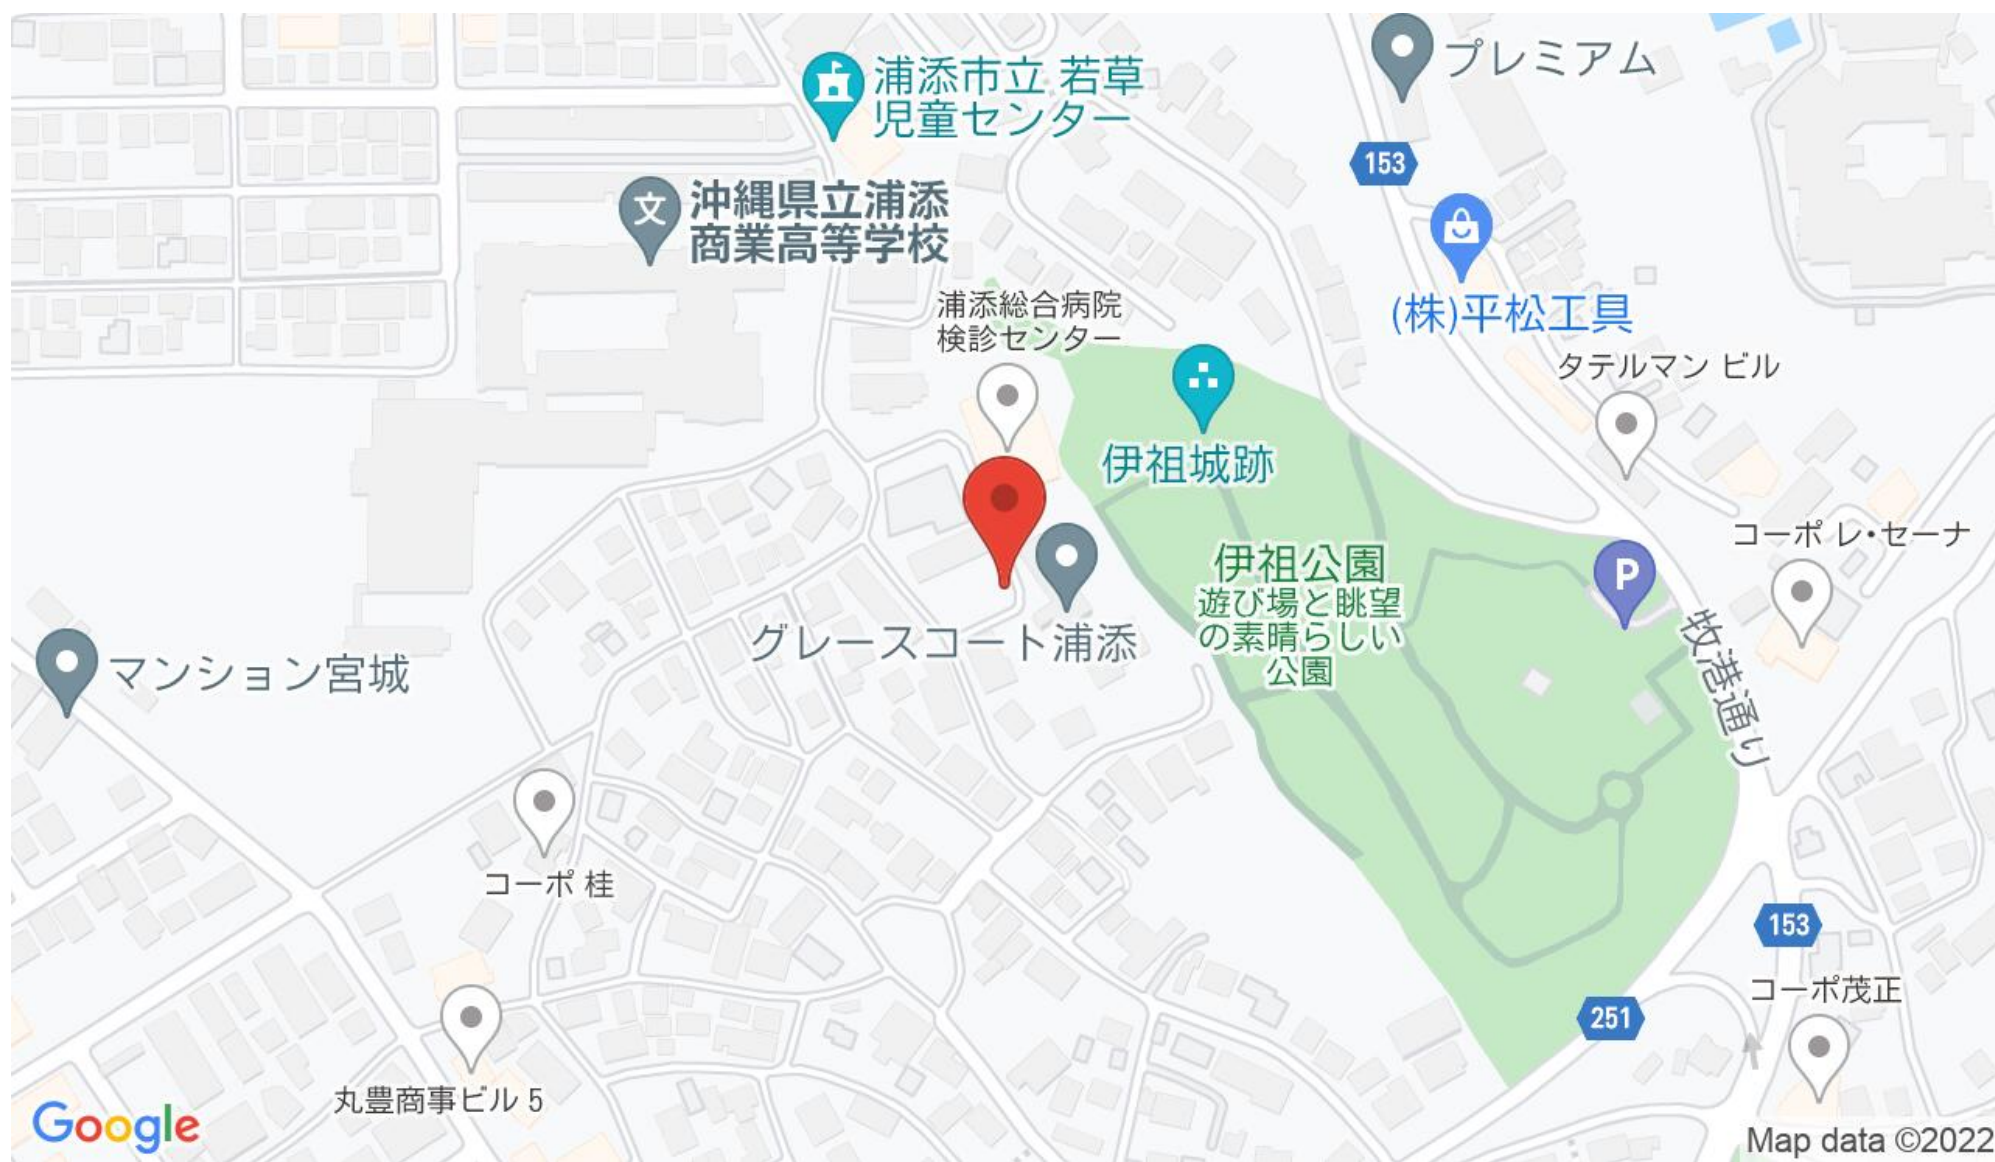 プレミアム
浦添市立 若草
児童センター
153
沖縄県立浦添
商業高等学校
文
(株)平松工具
浦添総合病院
検診センター
タテルマン ビル
伊祖城跡
コーポ レ・セーナ
伊祖公園
遊び場と眺望
の素晴らしい
公園
P
グレースコート浦添
マンション宮城
牧港通り
コーポ 桂
153
コーポ茂正
251
丸豊商事ビル 5
Google
Map data ©2022